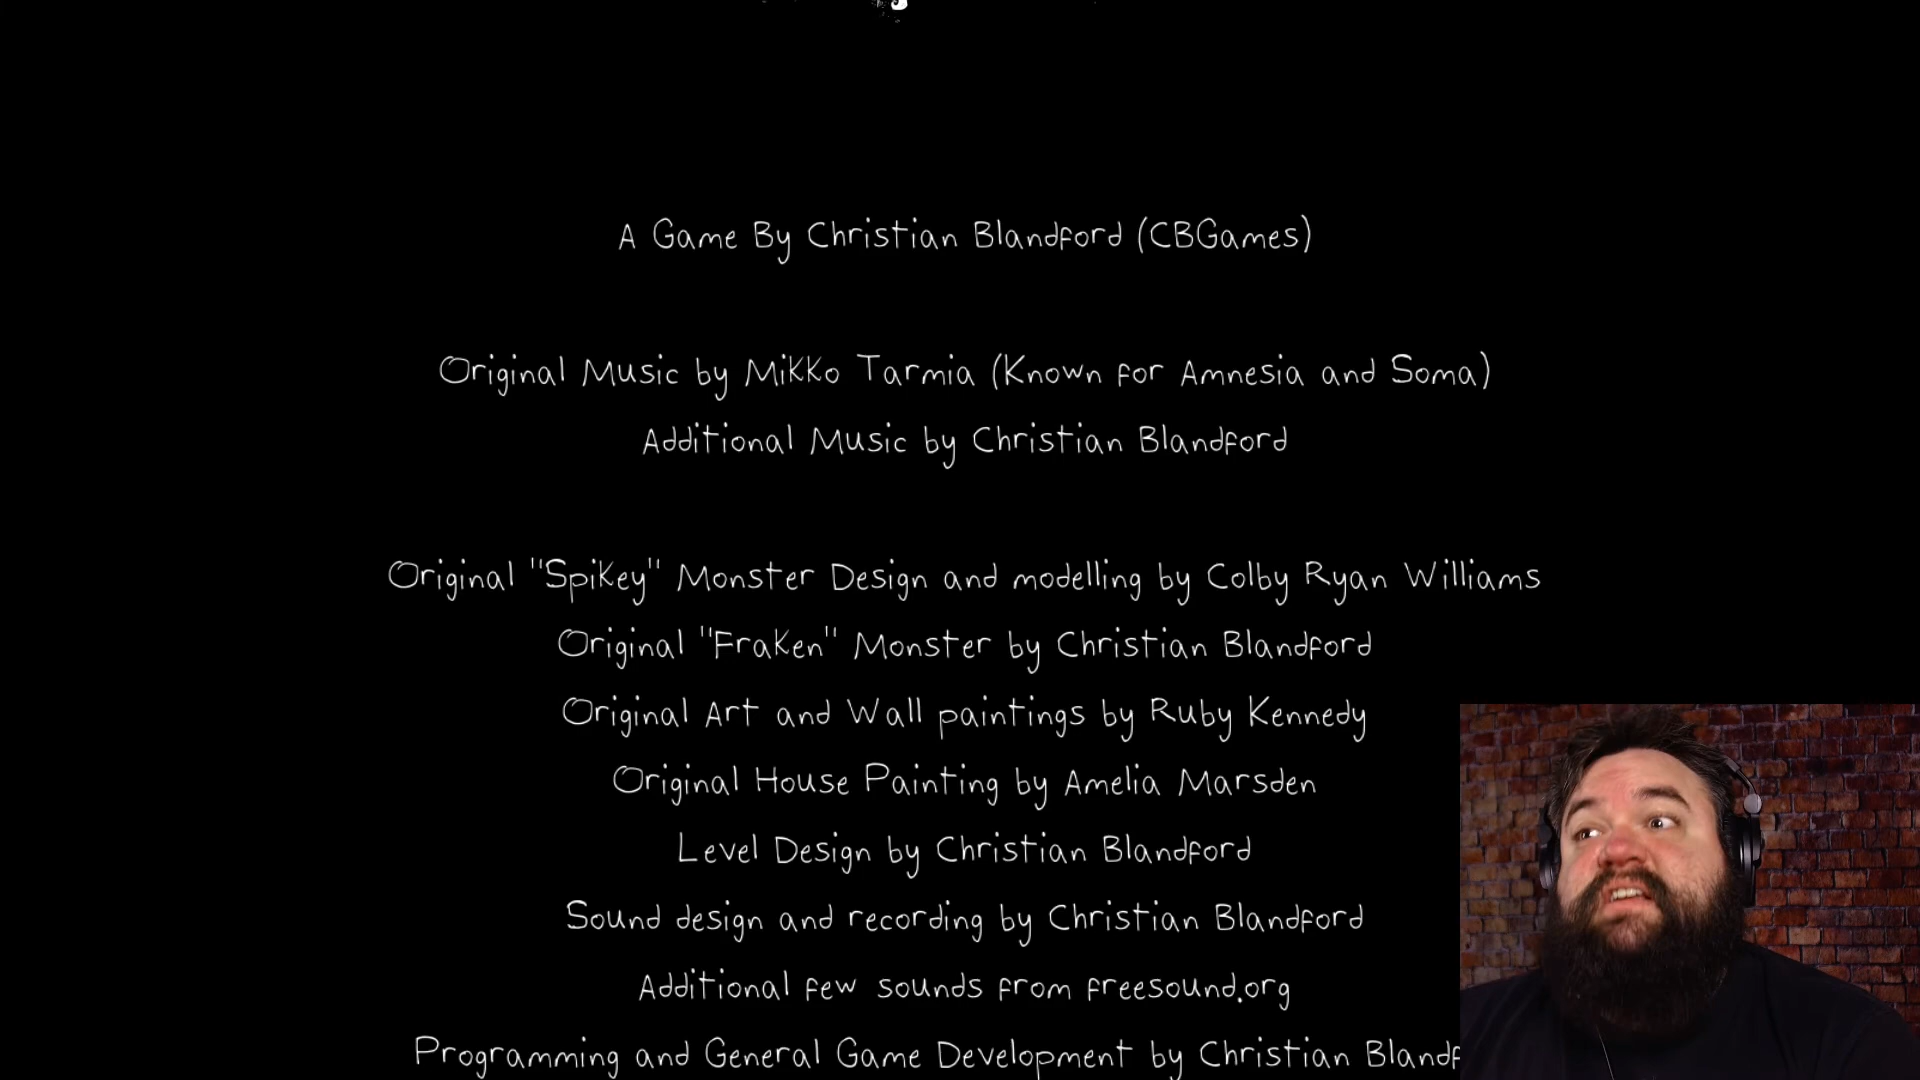 A Game By Christian Blandford (CBGames)
Original Music by Mikko Tarmia (Known for Amnesia and Soma)
Additional Music by Christian Blandford
Original "Spikey" Monster Design and modelling by Colby Ryan Williams
Original "Fraken" Monster by Christian Blandford
Original Art and Wall paintings by Ruby Kennedy
Original House Painting by Amelia Marsden
Level Design by Christian Blandford
Sound design and recording by Christian Blandford
Additional few sounds from freesound.org
Programming and General Game Development by Christian Blandf